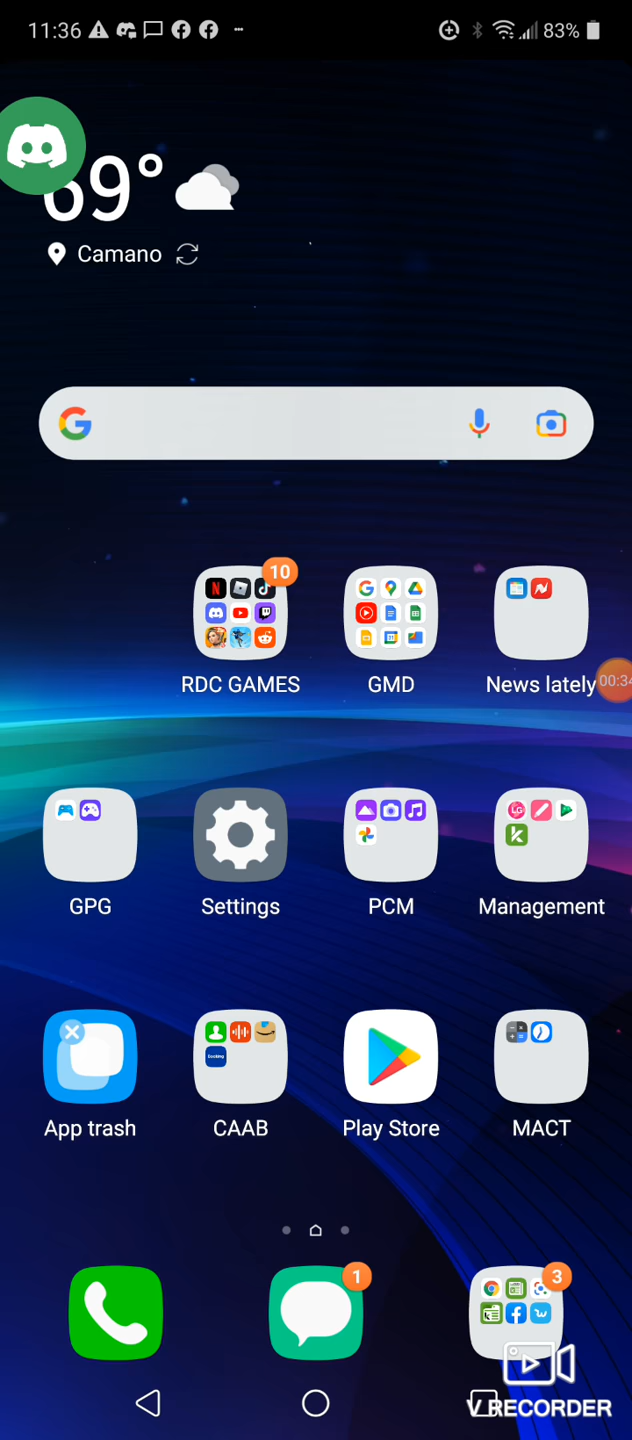 11:36
83%
69°
Camano
10
RDC GAMES
GMD
News lately
00:34
GPG
Settings
PCM
Management
App trash
CAAB
Play Store
MACT
1
3
V RECORDER